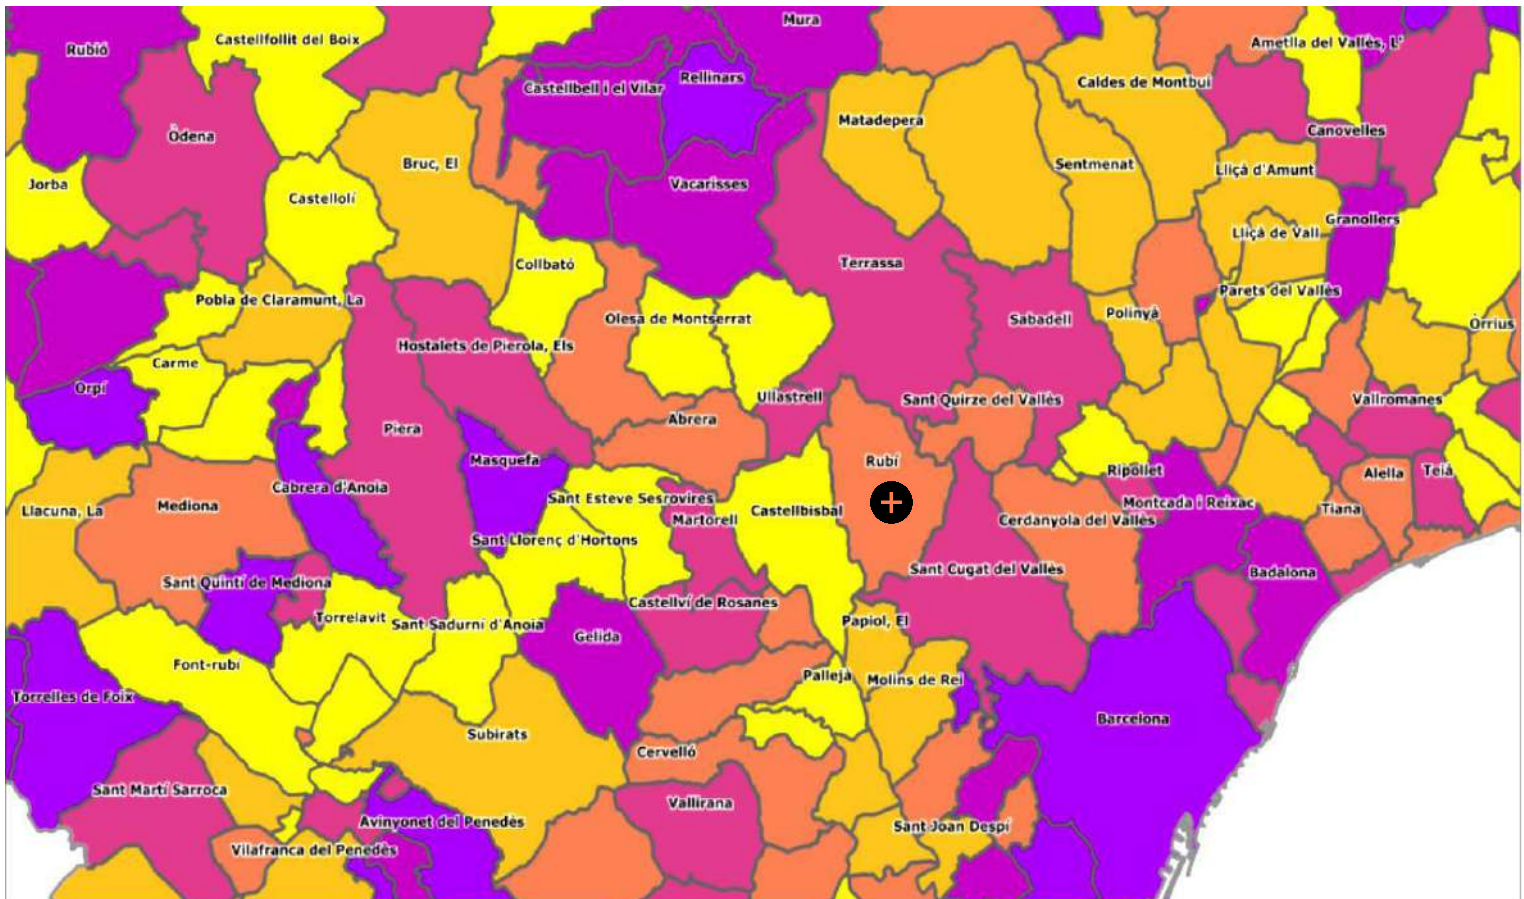 Mura
Rubió
Castellfollit del Boix
Ametlla del Vallès, L'
Castellbell i el Vilar
Rellinars
Caldes de Montbui
Òdena
Matadepera
Canovelles
Bruc, El
Sentmenat
Lliçà d'Amunt
Jorba
Castellolí
Vacarisses
Granollers
Lliçà de Vall
Collbató
Terrassa
Pobla de Claramunt, La
Parets del Vallès
Olesa de Montserrat
Sabadell
Polinyà
Òrrius
Hostalets de Pierola, Els
Carme
Orpí
Ullastrell
Sant Quirze del Vallès
Vallromanes
Piera
Abrera
Masquefa
Rubí
Ripollet
Alella
Teià
Cabrera d'Anoia
Mediona
Sant Esteve Sesrovires
Montcada i Reixac
Llacuna, La
Martorell
Castellbisbal
Cerdanyola del Vallès
Tiana
Sant Llorenç d'Hortons
Sant Cugat del Vallès
Badalona
Sant Quintí de Mediona
Castellví de Rosanes
Torrelavit
Sant Sadurní d'Anoia
Papiol, El
Gelida
Font-rubí
Pallejà
Molins de Rei
Torrelles de Foix
Barcelona
Subirats
Cervelló
Sant Martí Sarroca
Vallirana
Avinyonet del Penedès
Sant Joan Despí
Vilafranca del Penedès